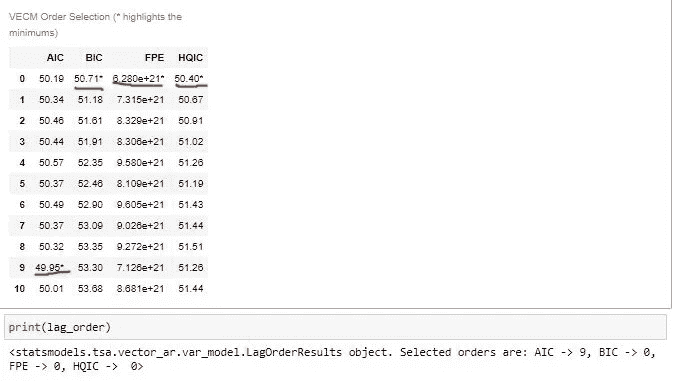 VECM Order Selection (* highlights the
minimums)
AIC BIC FPE HQIC
0 50.19 50.71* 6.280e+21* 50.40*
1 50.34 51.18 7.315e+21 50.67
2 50.46 51.61 8.329e+21 50.91
3 50.44 51.91 8.306e+21 51.02
4 50.57 52.35 9.580e+21 51.26
5 50.37 52.46 8.109e+21 51.19
6 50.49 52.90 9.605e+21 51.43
7 50.37 53.09 9.026e+21 51.44
8 50.32 53.35 9.272e+21 51.51
9 49.95* 53.30 7.126e+21 51.26
10 50.01 53.68 8.681e+21 51.44
print(lag_order)
<statsmodels.tsa.vector_ar.var_model.LagOrderResults object. Selected orders are: AIC -> 9, BIC -> 0,
FPE -> 0, HQIC ->  0>